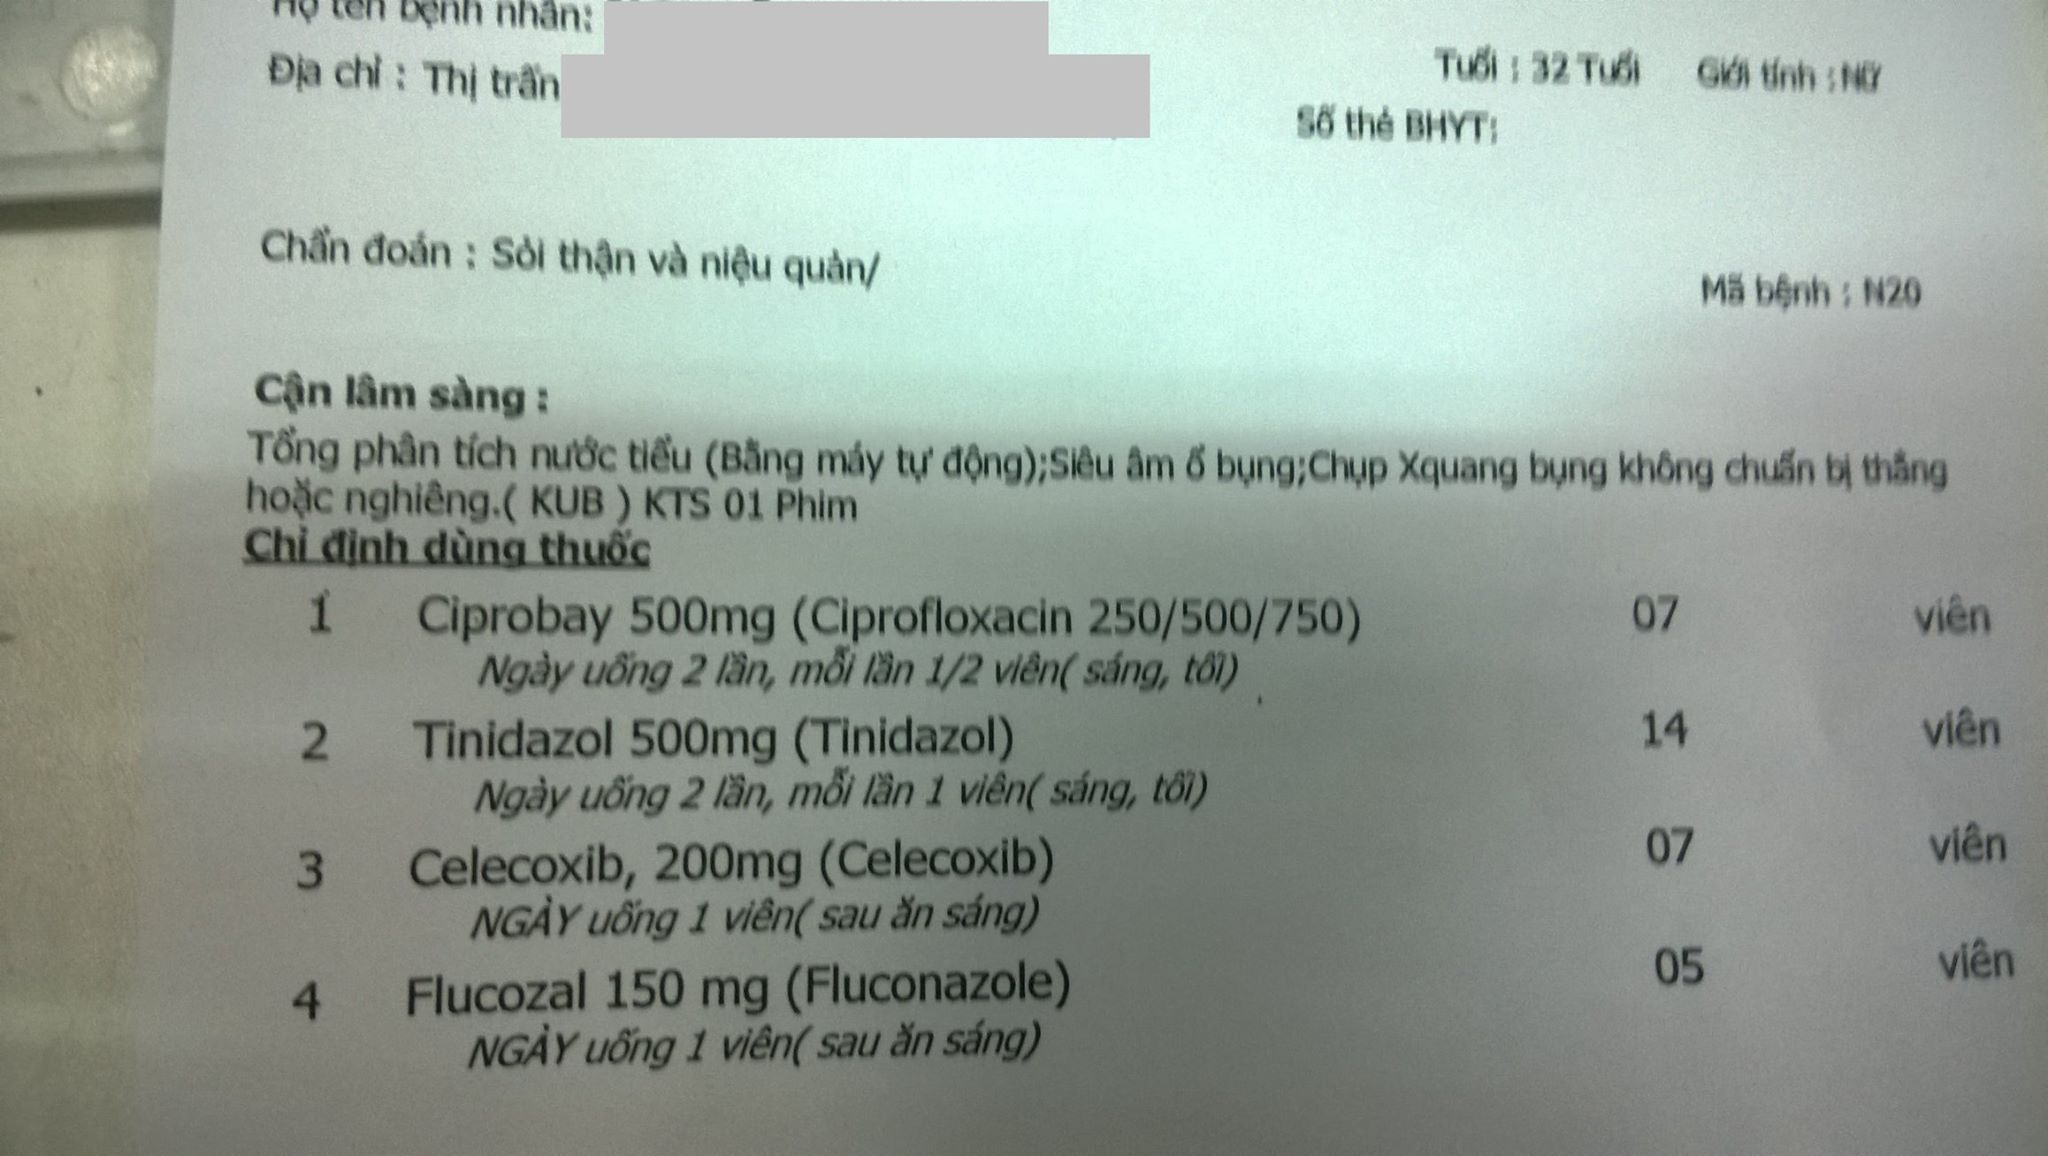 Họ tên bệnh nhân:
Địa chỉ : Thị trấn
Tuổi : 32 Tuổi Giới tính : Nữ
Số thẻ BHYT:
Chẩn đoán : Sỏi thận và niệu quản/
Mã bệnh : N20
Cận lâm sàng :
Tổng phân tích nước tiểu (Bằng máy tự động);Siêu âm ổ bụng;Chụp Xquang bụng không chuẩn bị thẳng
hoặc nghiêng.( KUB ) KTS 01 Phim
Chỉ định dùng thuốc
1 Ciprobay 500mg (Ciprofloxacin 250/500/750) 07 viên
Ngày uống 2 lần, mỗi lần 1/2 viên( sáng, tối)
2 Tinidazol 500mg (Tinidazol) 14 viên
Ngày uống 2 lần, mỗi lần 1 viên( sáng, tối)
3 Celecoxib, 200mg (Celecoxib) 07 viên
NGÀY uống 1 viên( sau ăn sáng)
4 Flucozal 150 mg (Fluconazole) 05 viên
NGÀY uống 1 viên( sau ăn sáng)